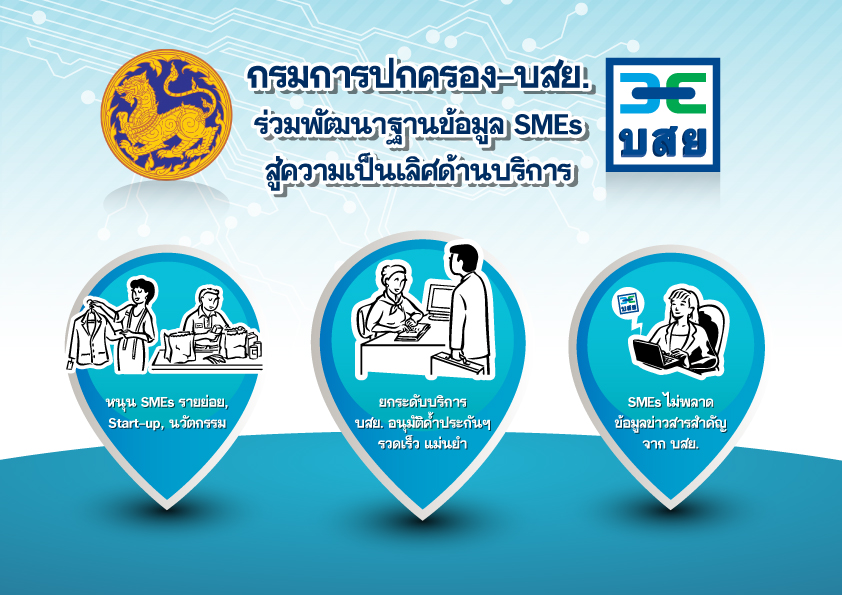 กรมการปกครอง-บสย.
ร่วมพัฒนาฐานข้อมูล SMEs
สู่ความเป็นเลิศด้านบริการ
บสย
บสย
หนุน SMEs รายย่อย,
Start-up, นวัตกรรม
ยกระดับบริการ
บสย. อนุมัติค้ำประกันฯ
รวดเร็ว แม่นยำ
SMEs ไม่พลาด
ข้อมูลข่าวสารสำคัญ
จาก บสย.